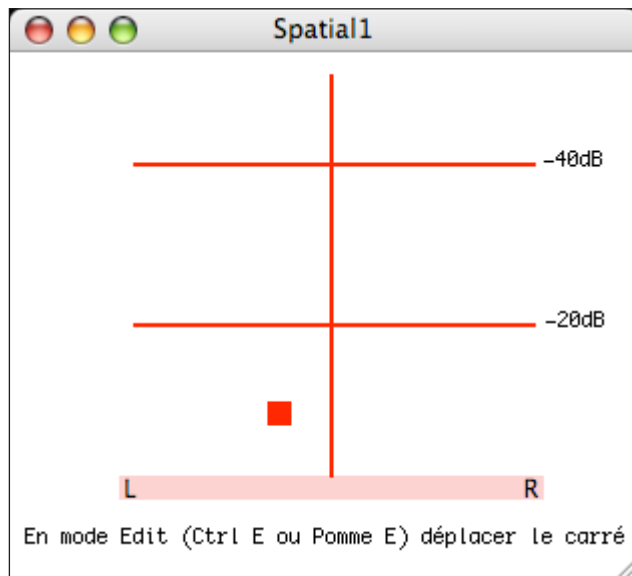 Spatial1
-40dB
-20dB
L R
En mode Edit (Ctrl E ou Pomme E) déplacer le carré